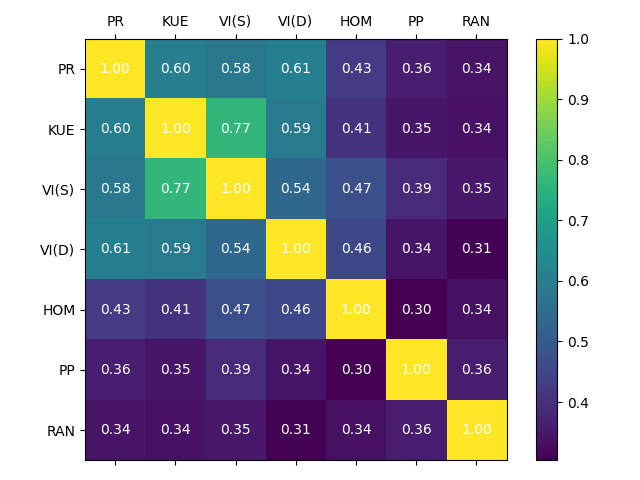 PR KUE VI(S) VI(D) HOM PP RAN
1.0
PR 1.00 0.60 0.58 0.61 0.43 0.36 0.34
0.9
KUE 0.60 1.00 0.77 0.59 0.41 0.35 0.34
0.8
VI(S) 0.58 0.77 1.00 0.54 0.47 0.39 0.35
0.7
VI(D) 0.61 0.59 0.54 1.00 0.46 0.34 0.31
0.6
HOM 0.43 0.41 0.47 0.46 1.00 0.30 0.34
0.5
PP 0.36 0.35 0.39 0.34 0.30 1.00 0.36
0.4
RAN 0.34 0.34 0.35 0.31 0.34 0.36 1.00